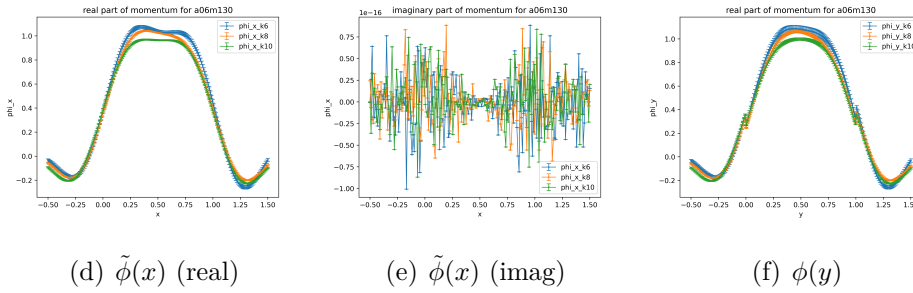 real part of momentum for a06m130
phi_x
1.0
0.8
0.6
0.4
0.2
0.0
−0.2
phi_x_k6
phi_x_k8
phi_x_k10
−0.50 −0.25 0.00 0.25 0.50 0.75 1.00 1.25 1.50
x
imaginary part of momentum for a06m130
1e−16
phi_x
0.75
0.50
0.25
0.00
−0.25
−0.50
−0.75
−1.00
phi_x_k6
phi_x_k8
phi_x_k10
−0.50 −0.25 0.00 0.25 0.50 0.75 1.00 1.25 1.50
x
real part of momentum for a06m130
phi_y
1.0
0.8
0.6
0.4
0.2
0.0
−0.2
phi_y_k6
phi_y_k8
phi_y_k10
−0.50 −0.25 0.00 0.25 0.50 0.75 1.00 1.25 1.50
y
(d) φ̃(x) (real)
(e) φ̃(x) (imag)
(f) φ(y)